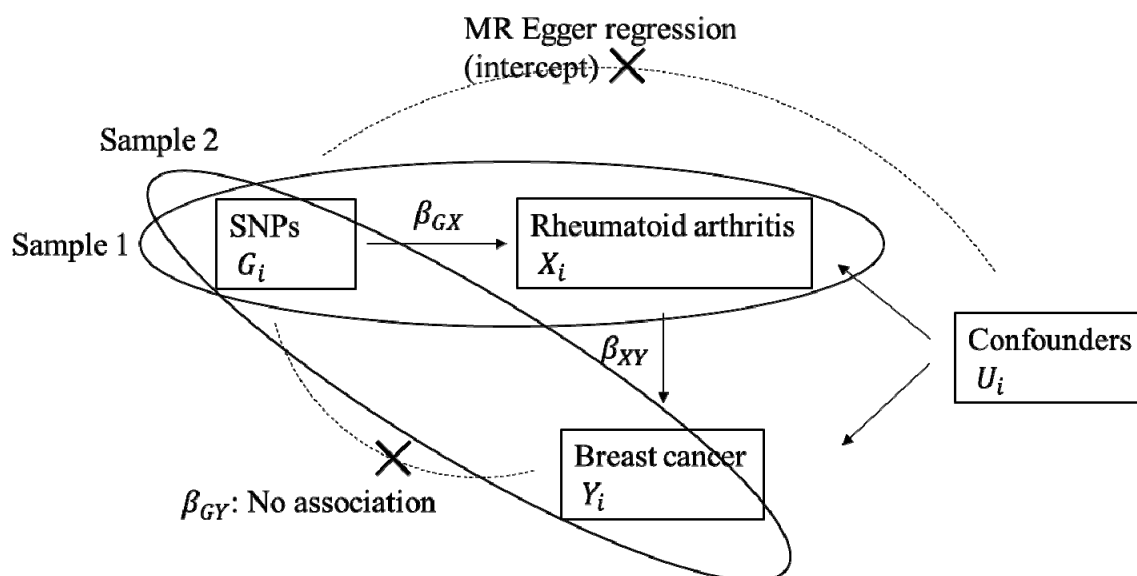 MR Egger regression
(intercept)
Sample 2
Sample 1
SNPs
G_i
β_GX
Rheumatoid arthritis
X_i
β_XY
Confounders
U_i
Breast cancer
Y_i
β_GY: No association